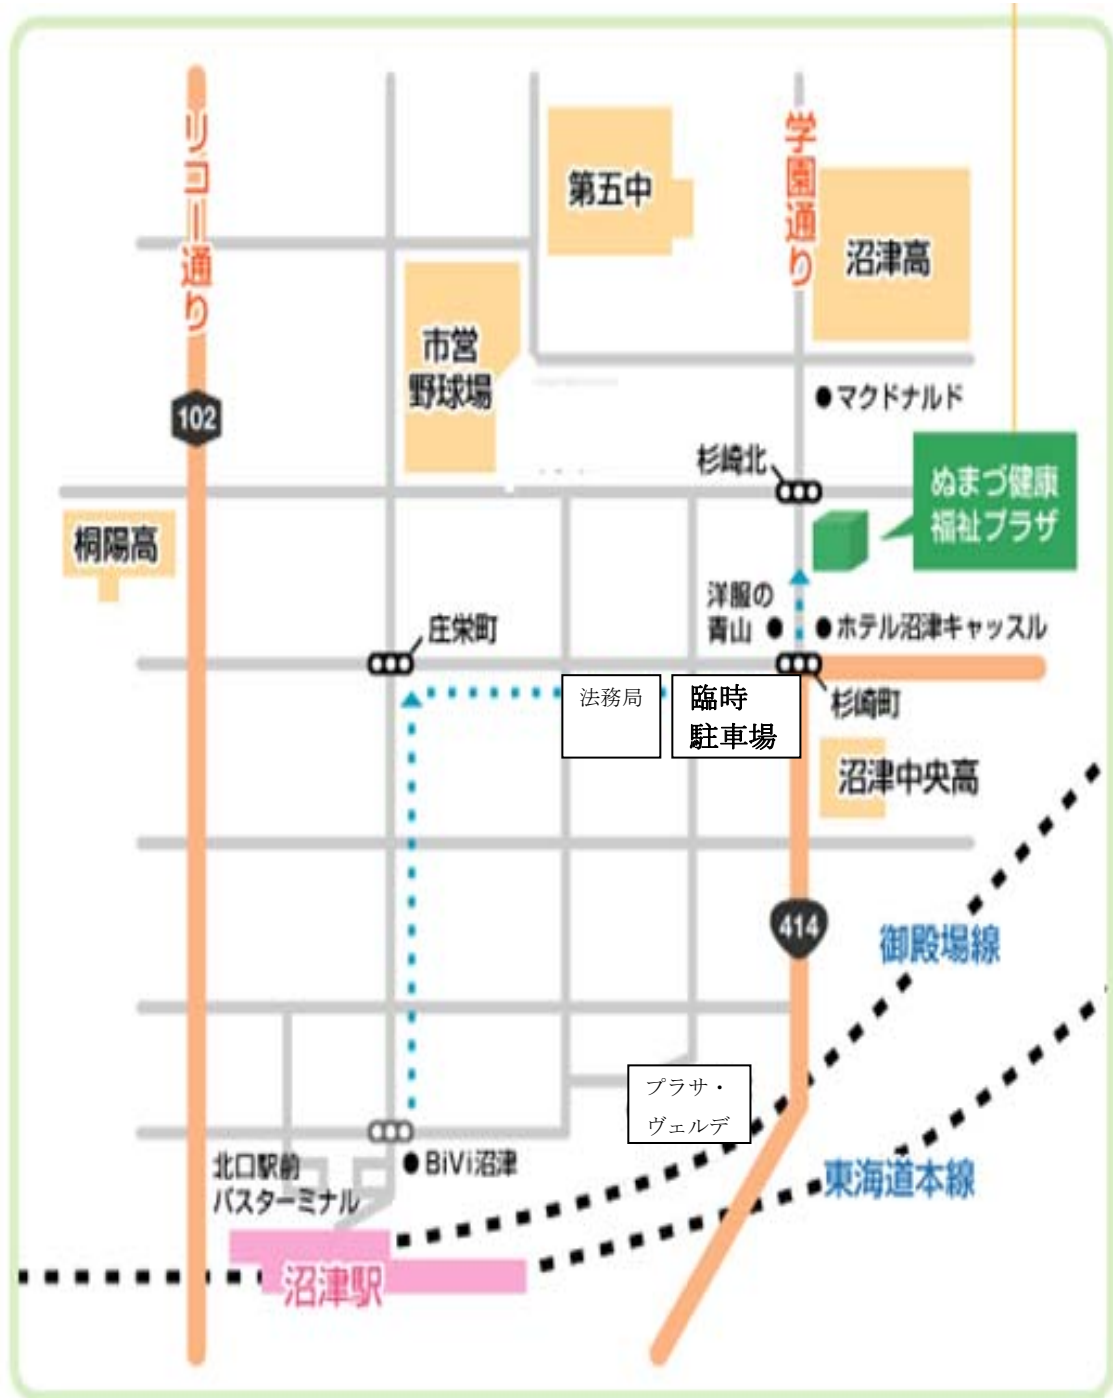 リコー通り
学園通り
第五中
沼津高
市営
野球場
マクドナルド
102
杉崎北
ぬまづ健康
福祉プラザ
桐陽高
洋服の
青山
ホテル沼津キャッスル
庄栄町
法務局
臨時
駐車場
杉崎町
沼津中央高
414
御殿場線
プラサ・
ヴェルデ
北口駅前
バスターミナル
BiVi沼津
東海道本線
沼津駅